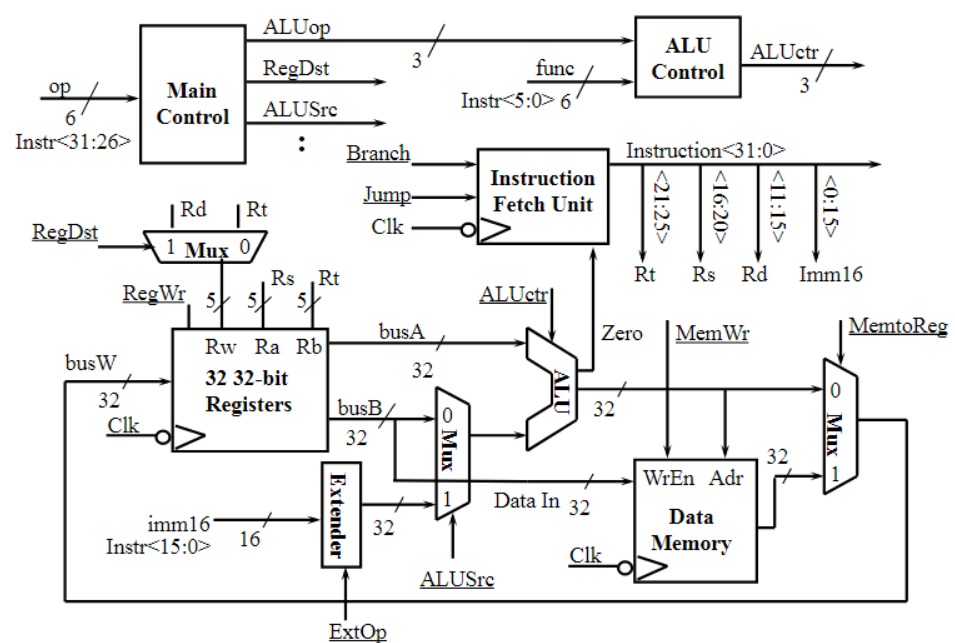 ALUop
3
RegDst
ALUSrc
:
op
6
Instr<31:26>
Main
Control
func
Instr<5:0> 6
ALU
Control
ALUctr
3
Branch
Jump
Clk
Instruction
Fetch Unit
Instruction<31:0>
<21:25>
<16:20>
<11:15>
<0:15>
Rt
Rs
Rd
Imm16
Rd
Rt
RegDst
1 Mux 0
RegWr
5
5
5
Rs
Rt
busW
32
Rw
Ra
Rb
32 32-bit
Registers
Clk
busA
32
busB
32
ALUctr
ALU
Zero
32
MemWr
MemtoReg
0
Mux
1
0
Mux
1
32
Data In
32
WrEn
Adr
Data
Memory
Clk
32
imm16
Instr<15:0>
16
Extender
32
ALUSrc
ExtOp